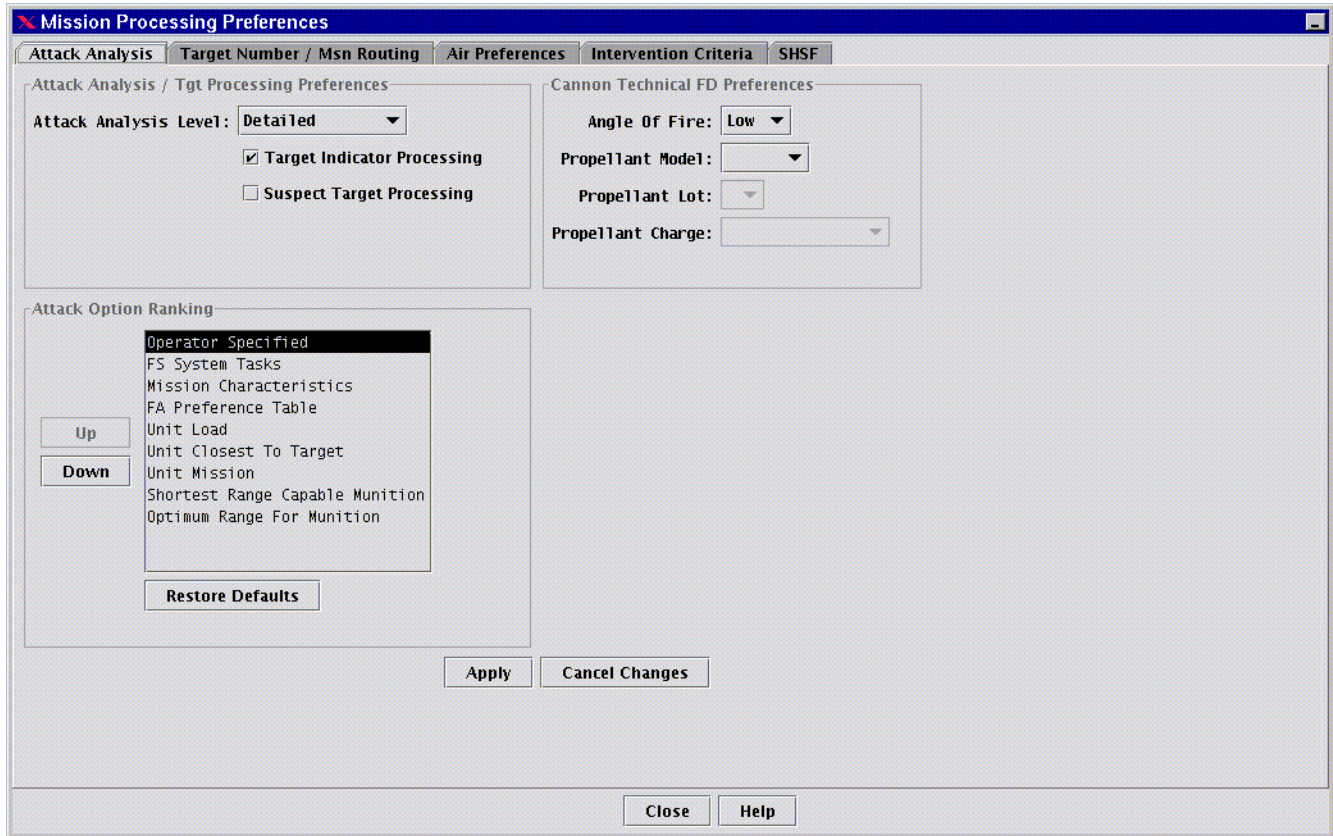 Mission Processing Preferences
Attack Analysis
Target Number / Msn Routing
Air Preferences
Intervention Criteria
SHSF
Attack Analysis / Tgt Processing Preferences
Attack Analysis Level: Detailed
Target Indicator Processing
Suspect Target Processing
Cannon Technical FD Preferences
Angle Of Fire: Low
Propellant Model:
Propellant Lot:
Propellant Charge:
Attack Option Ranking
Operator Specified
FS System Tasks
Mission Characteristics
FA Preference Table
Unit Load
Unit Closest To Target
Unit Mission
Shortest Range Capable Munition
Optimum Range For Munition
Up
Down
Restore Defaults
Apply
Cancel Changes
Close
Help